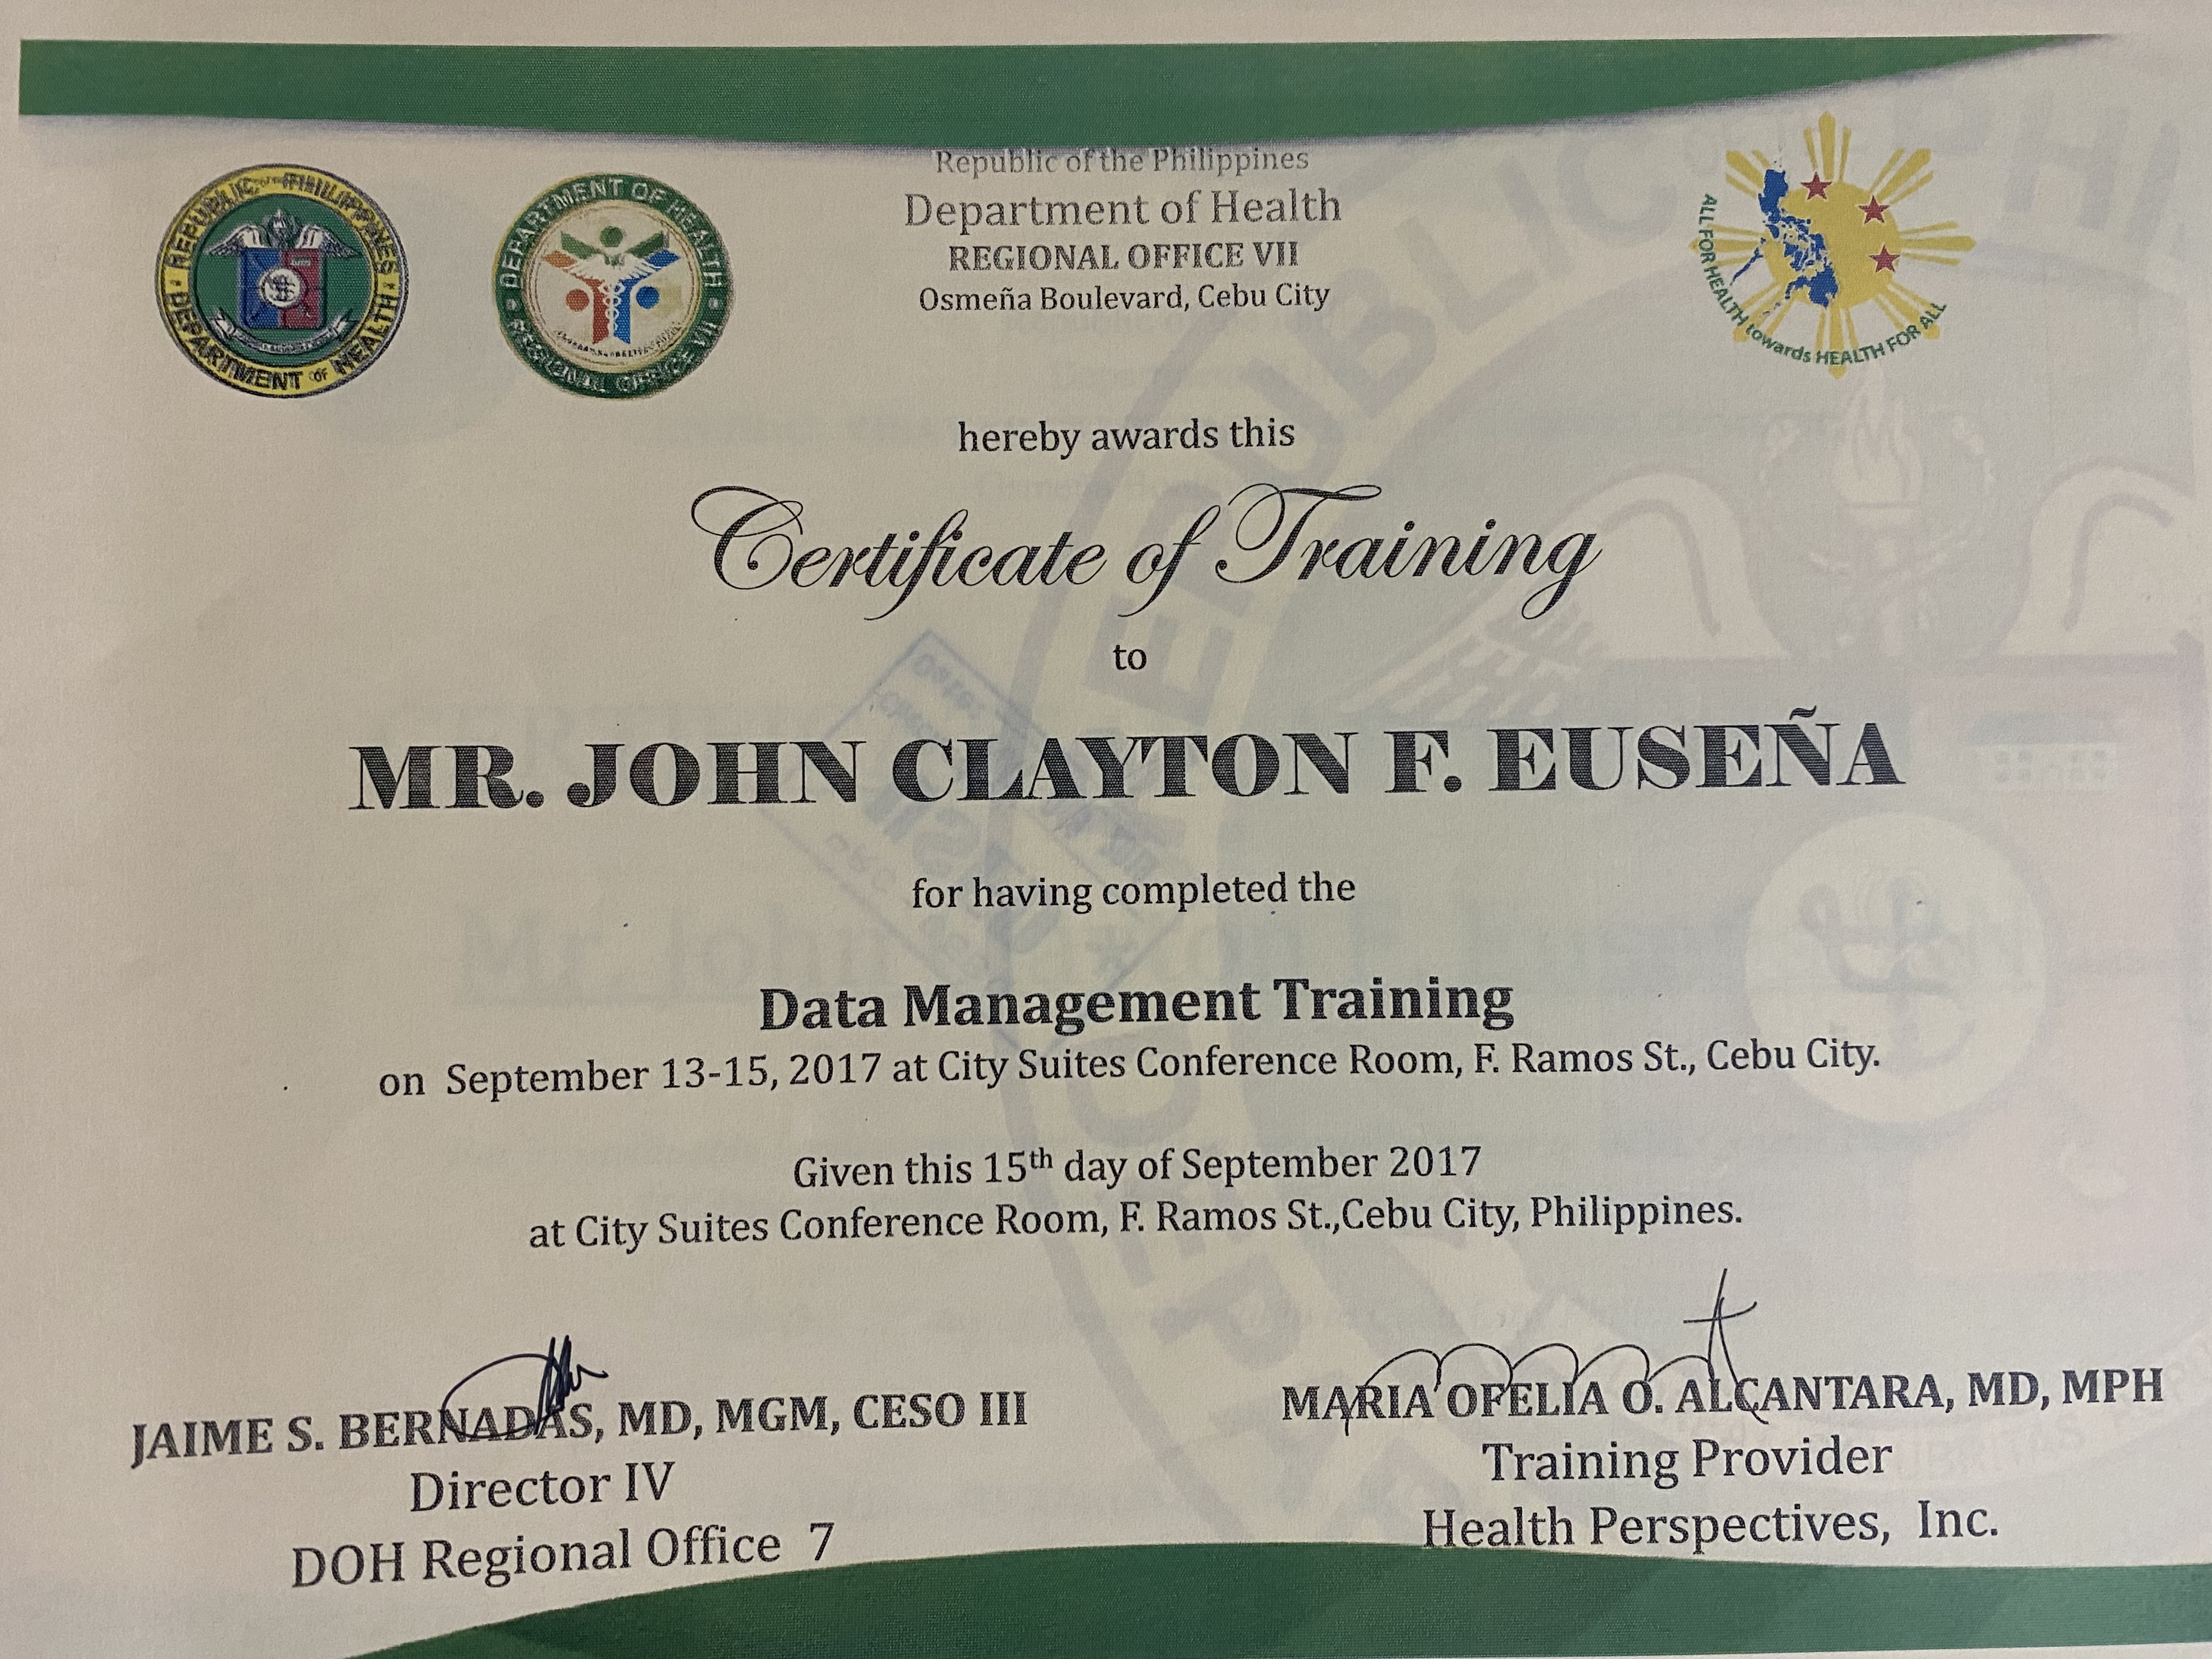 REPUBLIC OF THE PHILIPPINES
DEPARTMENT OF HEALTH
DEPARTMENT OF HEALTH
REGIONAL OFFICE VII
Republic of the Philippines
Department of Health
REGIONAL OFFICE VII
Osmeña Boulevard, Cebu City
ALL FOR HEALTH towards HEALTH FOR ALL
hereby awards this
Certificate of Training
to
MR. JOHN CLAYTON F. EUSEÑA
for having completed the
Data Management Training
on September 13-15, 2017 at City Suites Conference Room, F. Ramos St., Cebu City.
Given this 15th day of September 2017
at City Suites Conference Room, F. Ramos St.,Cebu City, Philippines.
JAIME S. BERNADAS, MD, MGM, CESO III
Director IV
DOH Regional Office 7
MARIA OFELIA O. ALCANTARA, MD, MPH
Training Provider
Health Perspectives, Inc.